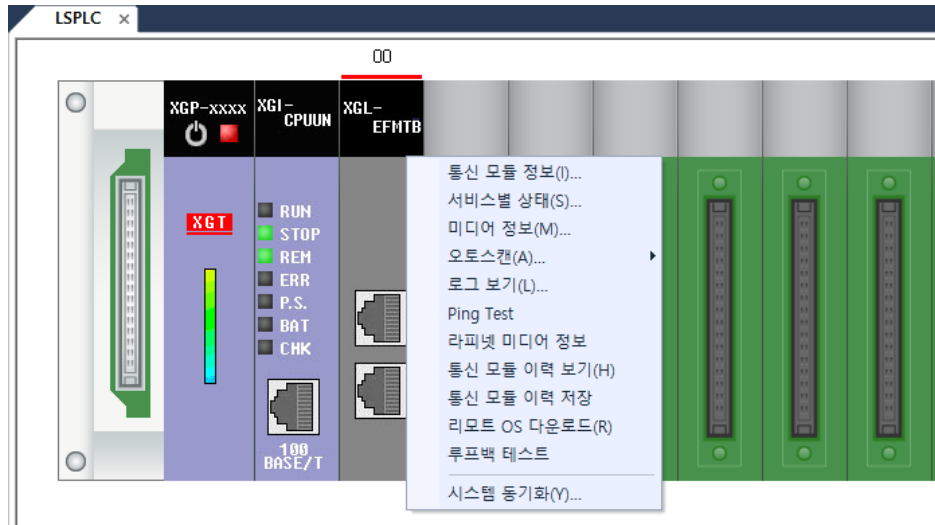 LSPLC ×
00
XGP-xxxx
XGI-
CPUUN
XGL-
EFMTB
XGT
RUN
STOP
REM
ERR
P.S.
BAT
CHK
100
BASE/T
통신 모듈 정보(I)...
서비스별 상태(S)...
미디어 정보(M)...
오토스캔(A)...
로그 보기(L)...
Ping Test
라피넷 미디어 정보
통신 모듈 이력 보기(H)
통신 모듈 이력 저장
리모트 OS 다운로드(R)
루프백 테스트
시스템 동기화(Y)...